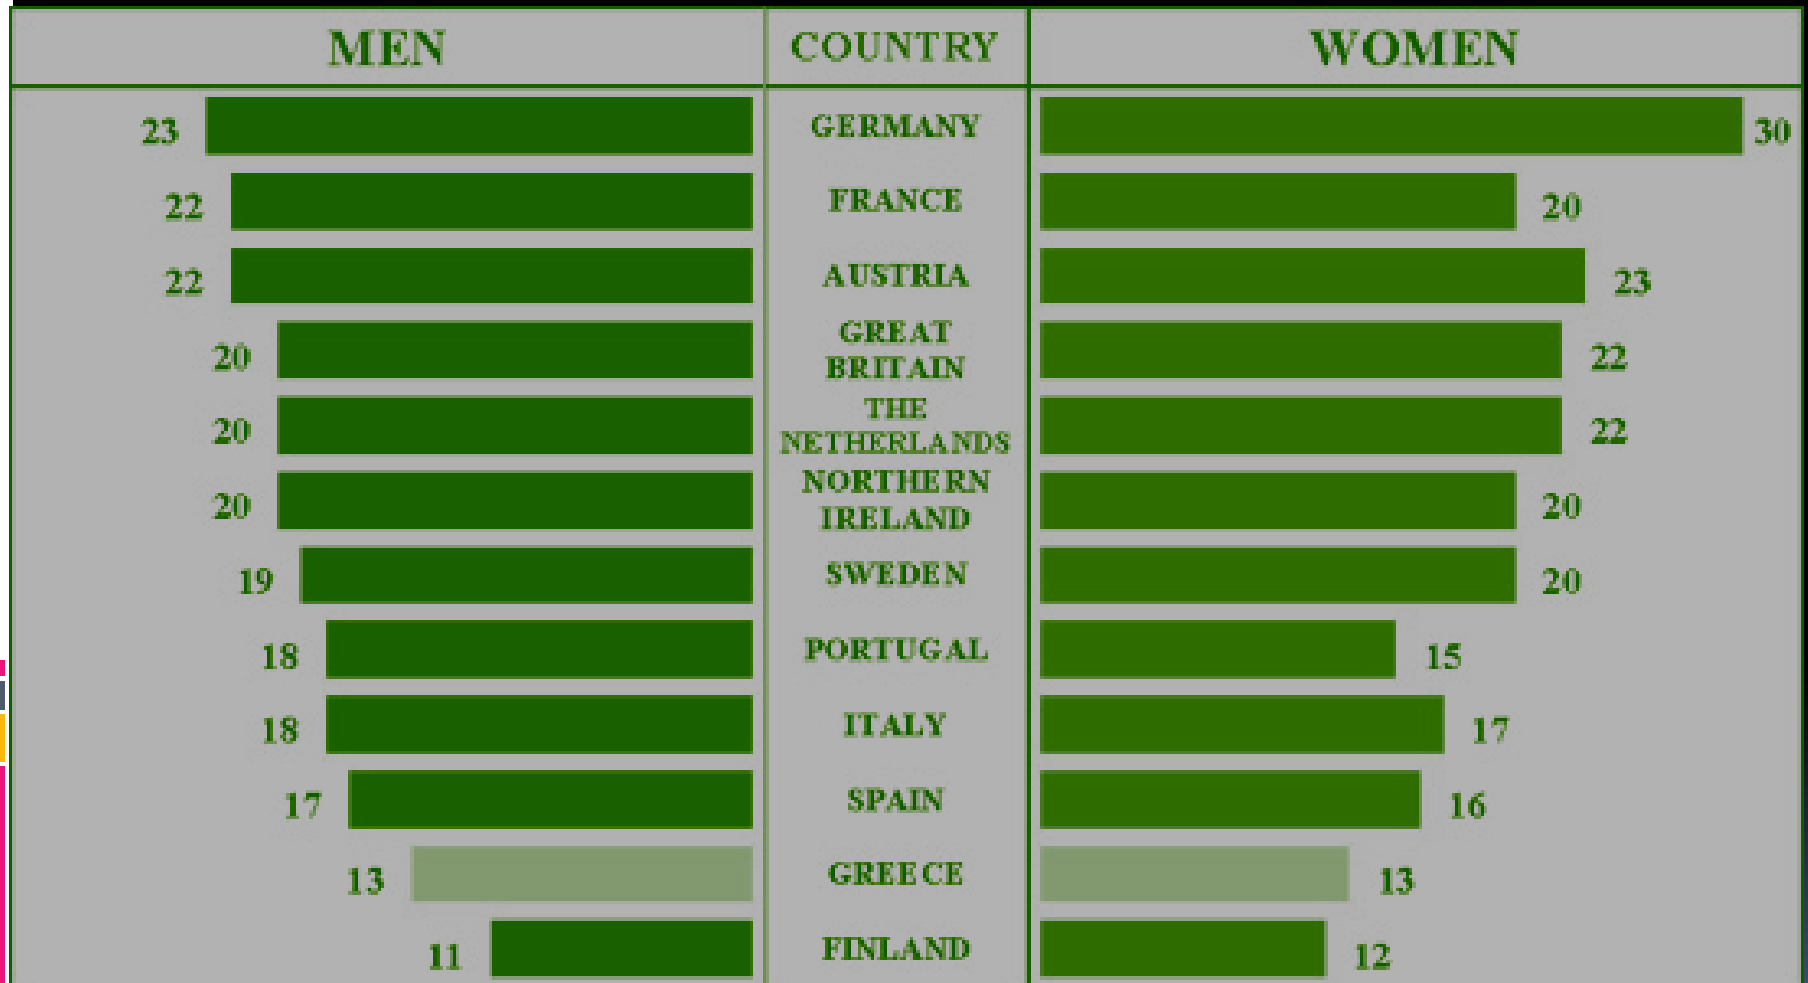 MEN COUNTRY WOMEN
23 GERMANY 30
22 FRANCE 20
22 AUSTRIA 23
GREAT
20 BRITAIN 22
THE
20 NETHERLANDS 22
NORTHERN
20 IRELAND 20
19 SWEDEN 20
18 PORTUGAL 15
18 ITALY 17
17 SPAIN 16
13 GREECE 13
11 FINLAND 12